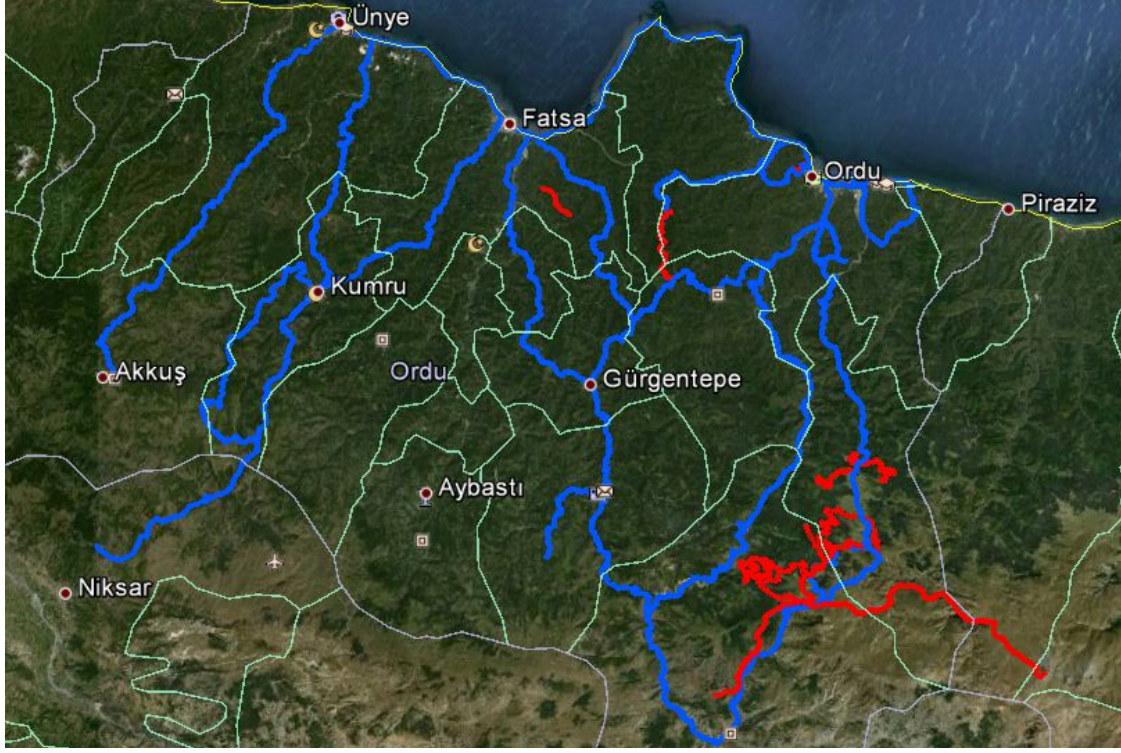 Ünye
Fatsa
Ordu
Piraziz
Kumru
Akkuş
Ordu
Gürgentepe
Aybastı
Niksar